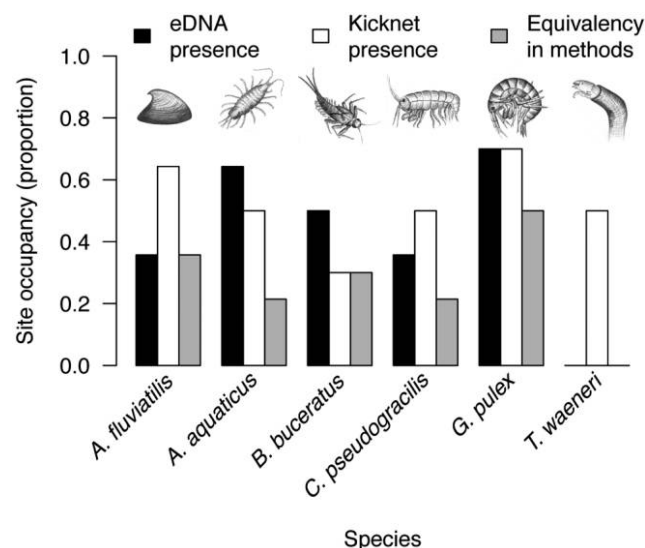 eDNA presence
Kicknet presence
Equivalency in methods
1.0
0.8
0.6
0.4
0.2
0.0
Site occupancy (proportion)
A. fluviatilis
A. aquaticus
B. buceratus
C. pseudogracilis
G. pulex
T. waeneri
Species